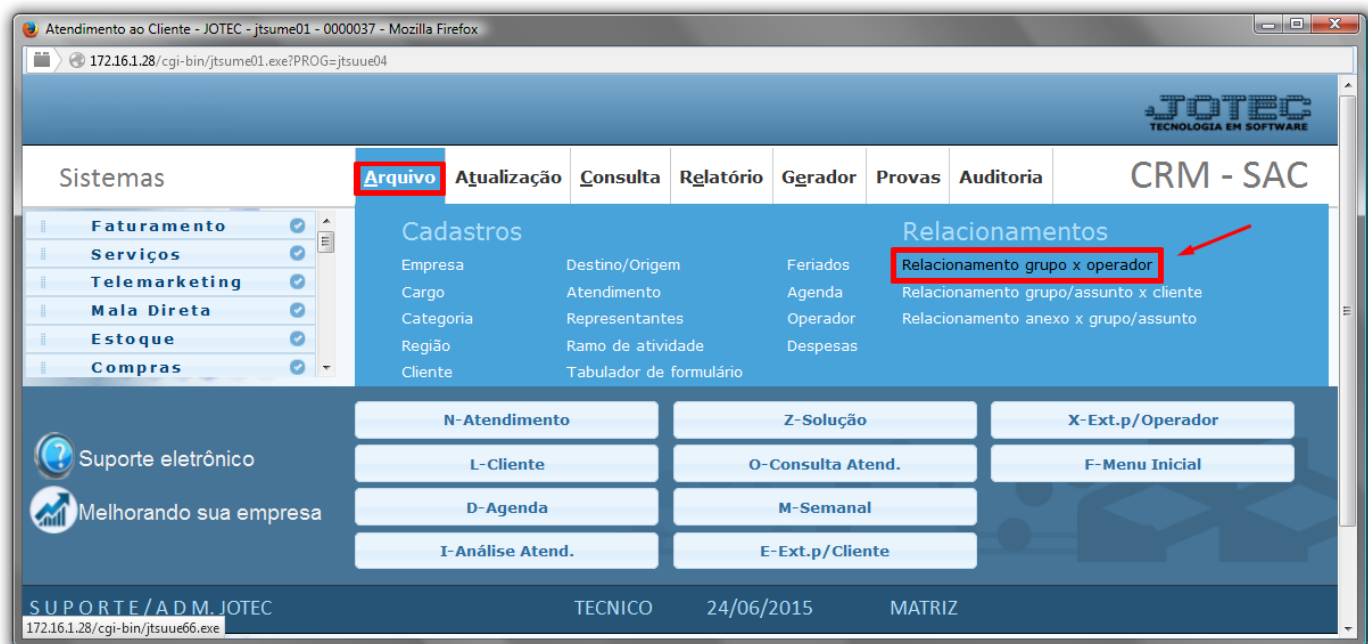 Atendimento ao Cliente - JOTEC - jtsume01 - 0000037 - Mozilla Firefox
172.16.1.28/cgi-bin/jtsume01.exe?PROG=jtsuue04
JOTEC
TECNOLOGIA EM SOFTWARE
Sistemas
Arquivo Atualização Consulta Relatório Gerador Provas Auditoria
CRM - SAC
Faturamento
Serviços
Telemarketing
Mala Direta
Estoque
Compras
Cadastros Relacionamentos
Empresa Destino/Origem Feriados Relacionamento grupo x operador
Cargo Atendimento Agenda Relacionamento grupo/assunto x cliente
Categoria Representantes Operador Relacionamento anexo x grupo/assunto
Região Ramo de atividade Despesas
Cliente Tabulador de formulário
N-Atendimento Z-Solução X-Ext.p/Operador
L-Cliente O-Consulta Atend. F-Menu Inicial
D-Agenda M-Semanal
I-Análise Atend. E-Ext.p/Cliente
Suporte eletrônico
Melhorando sua empresa
SUPORTE/ADM. JOTEC TECNICO 24/06/2015 MATRIZ
172.16.1.28/cgi-bin/jtsuue66.exe